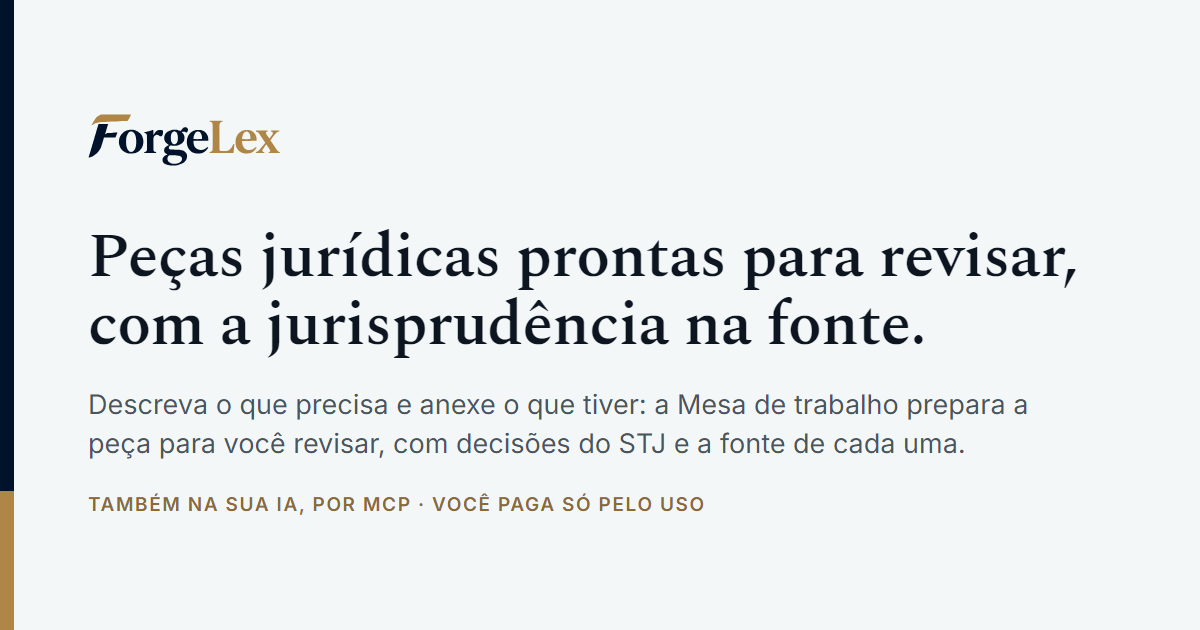 ForgeLex
Peças jurídicas prontas para revisar,
com a jurisprudência na fonte.
Descreva o que precisa e anexe o que tiver: a Mesa de trabalho prepara a
peça para você revisar, com decisões do STJ e a fonte de cada uma.
TAMBÉM NA SUA IA, POR MCP · VOCÊ PAGA SÓ PELO USO